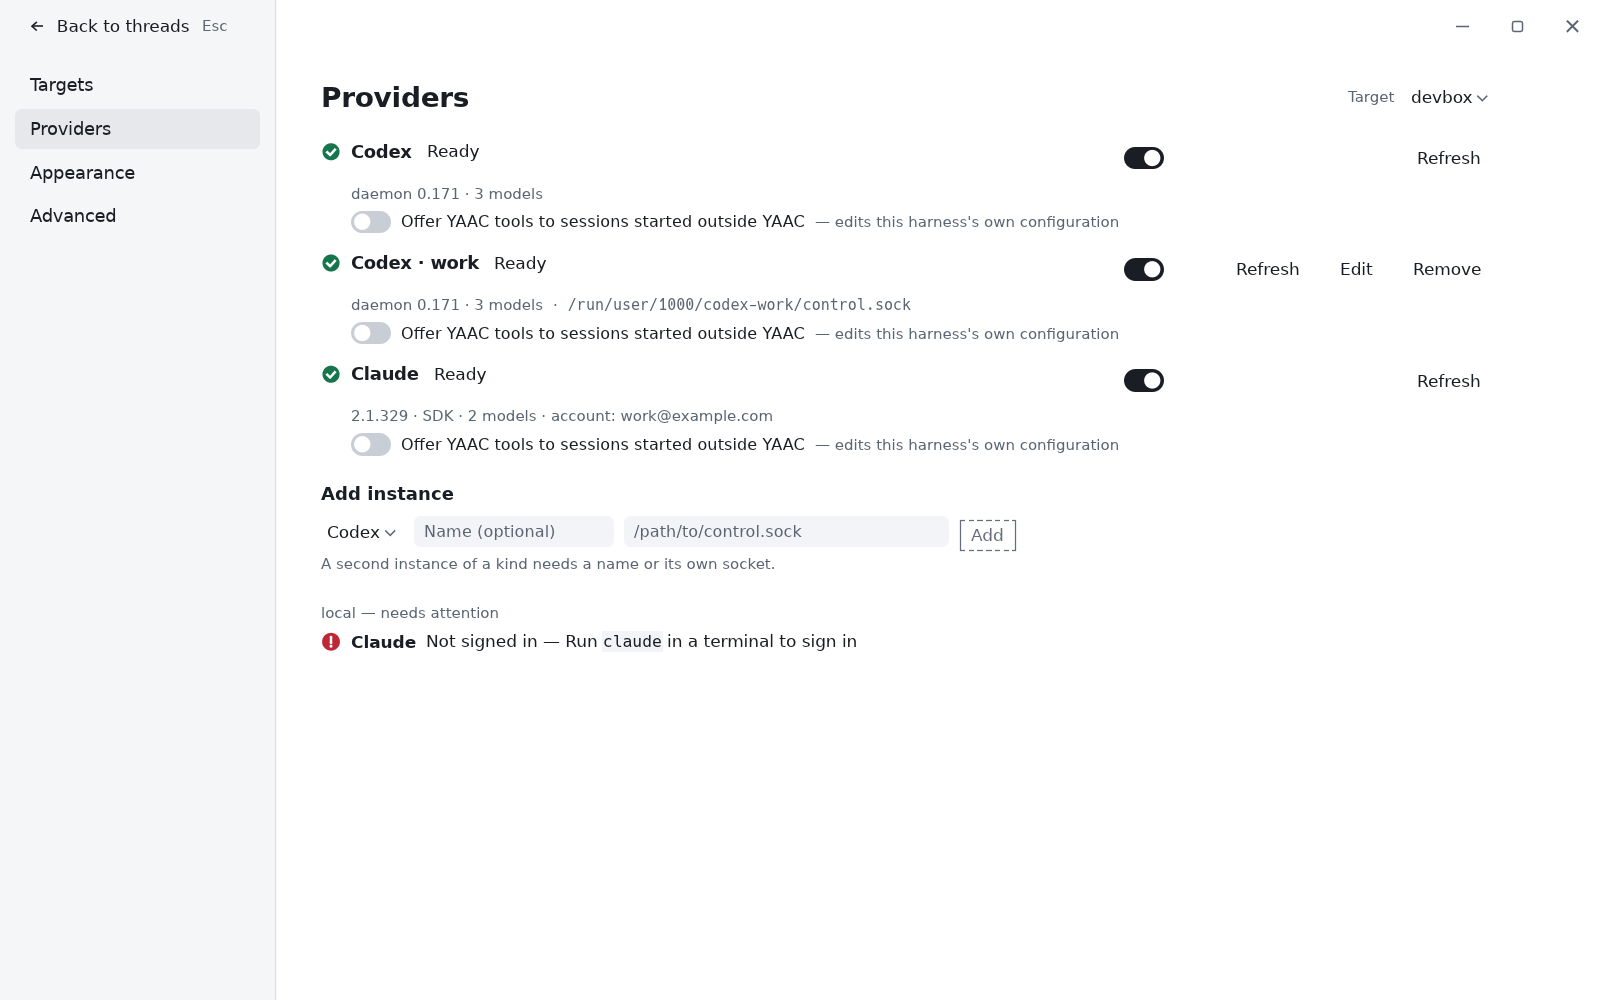 Back to threads Esc
Targets
Providers
Appearance
Advanced
Providers
Target devbox
Codex Ready
Refresh
daemon 0.171 · 3 models
Offer YAAC tools to sessions started outside YAAC — edits this harness's own configuration
Codex · work Ready
Refresh Edit Remove
daemon 0.171 · 3 models · /run/user/1000/codex-work/control.sock
Offer YAAC tools to sessions started outside YAAC — edits this harness's own configuration
Claude Ready
Refresh
2.1.329 · SDK · 2 models · account: work@example.com
Offer YAAC tools to sessions started outside YAAC — edits this harness's own configuration
Add instance
Codex Name (optional) /path/to/control.sock Add
A second instance of a kind needs a name or its own socket.
local — needs attention
Claude Not signed in — Run claude in a terminal to sign in